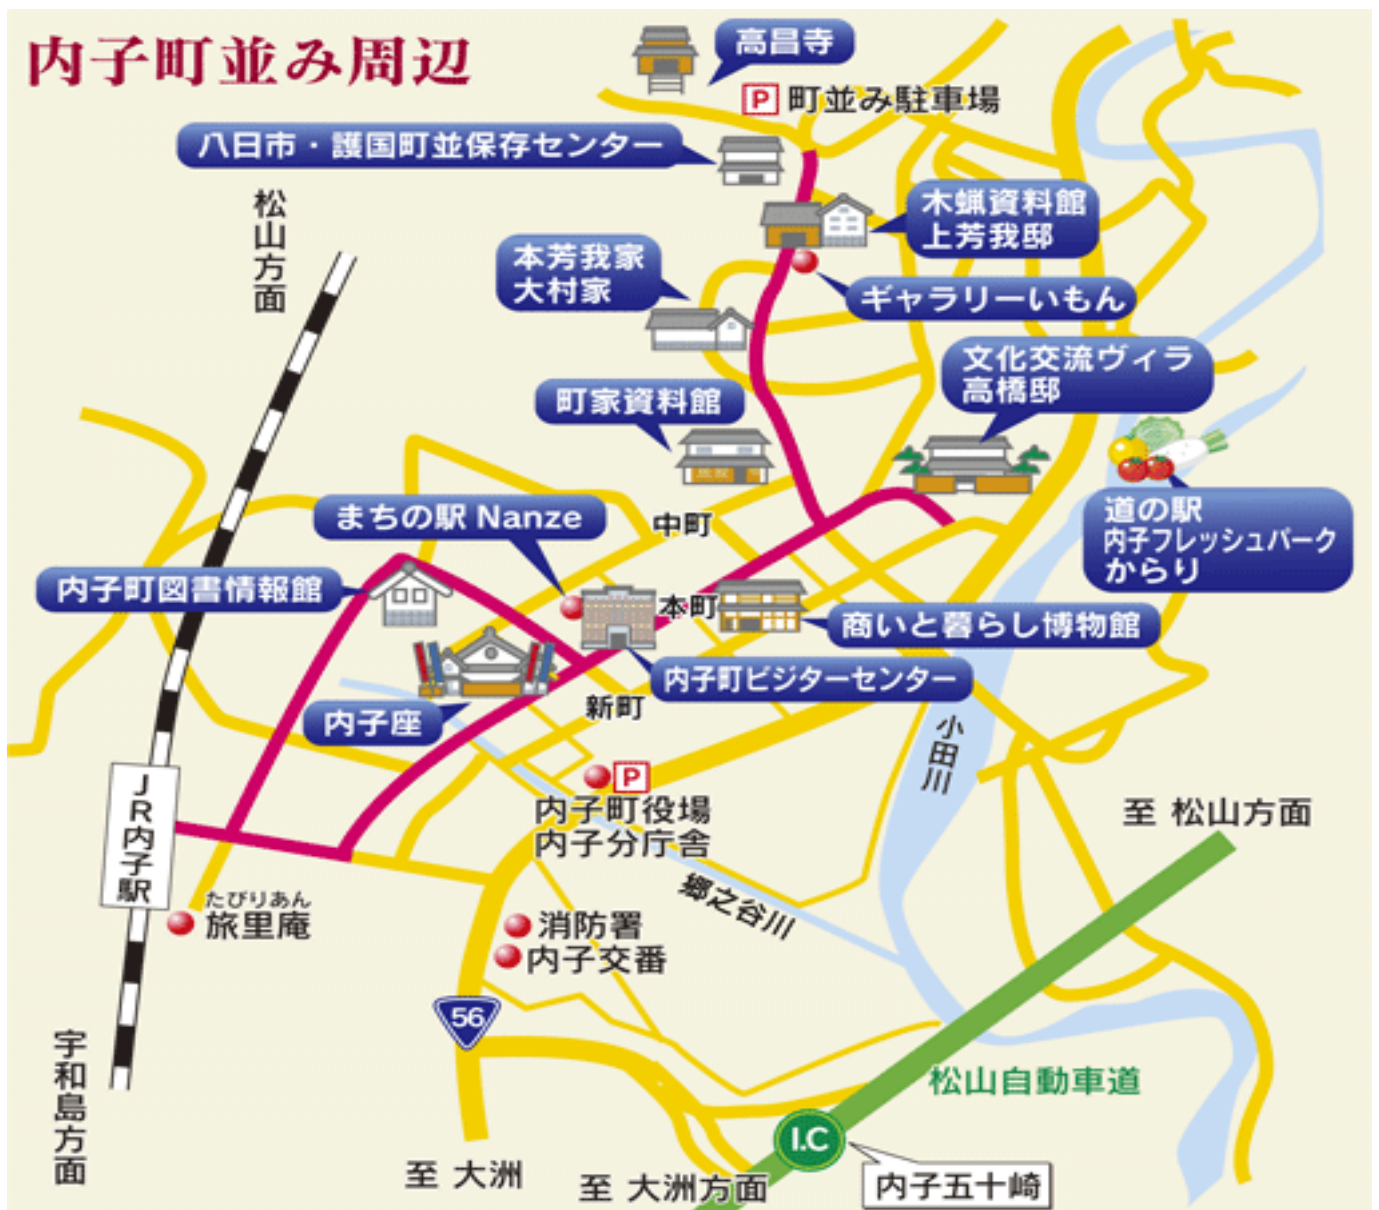 内子町並み周辺
高昌寺
P 町並み駐車場
八日市・護国町並保存センター
松山方面
木蝋資料館
上芳我邸
本芳我家
大村家
ギャラリーいもん
文化交流ヴィラ
高橋邸
町家資料館
道の駅
内子フレッシュパーク
からり
まちの駅 Nanze
中町
内子町図書情報館
本町
商いと暮らし博物館
内子町ビジターセンター
内子座
新町
小田川
P
内子町役場
内子分庁舎
JR内子駅
至 松山方面
たびりあん
旅里庵
郷之谷川
消防署
内子交番
56
宇和島方面
松山自動車道
I.C
至 大洲
至 大洲方面
内子五十崎